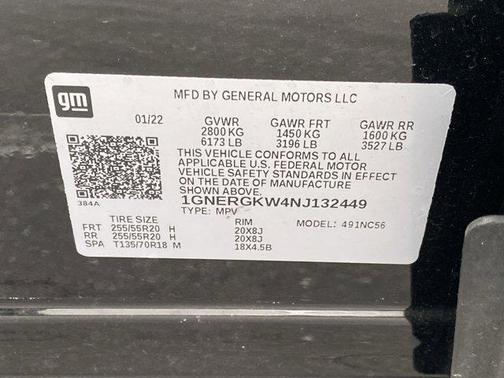 gm
MFD BY GENERAL MOTORS LLC
01/22 GVWR GAWR FRT GAWR RR
2800 KG 1450 KG 1600 KG
6173 LB 3196 LB 3527 LB
THIS VEHICLE CONFORMS TO ALL
APPLICABLE U.S. FEDERAL MOTOR
VEHICLE SAFETY STANDARDS IN EFFECT
ON THE DATE OF MANUFACTURE
SHOWN ABOVE.
384A 1GNERGKW4NJ132449
TYPE: MPV MODEL: 491NC56
TIRE SIZE RIM
FRT 255/55R20 H 20X8J
RR 255/55R20 H 20X8J
SPA T135/70R18 M 18X4.5B